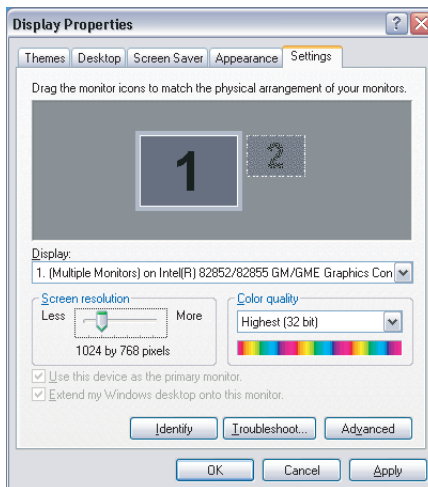 Display Properties
Themes Desktop Screen Saver Appearance Settings
Drag the monitor icons to match the physical arrangement of your monitors.
1 2
Display:
1. (Multiple Monitors) on Intel(R) 82852/82855 GM/GME Graphics Con
Screen resolution Color quality
Less More Highest (32 bit)
1024 by 768 pixels
Use this device as the primary monitor.
Extend my Windows desktop onto this monitor.
Identify Troubleshoot... Advanced
OK Cancel Apply